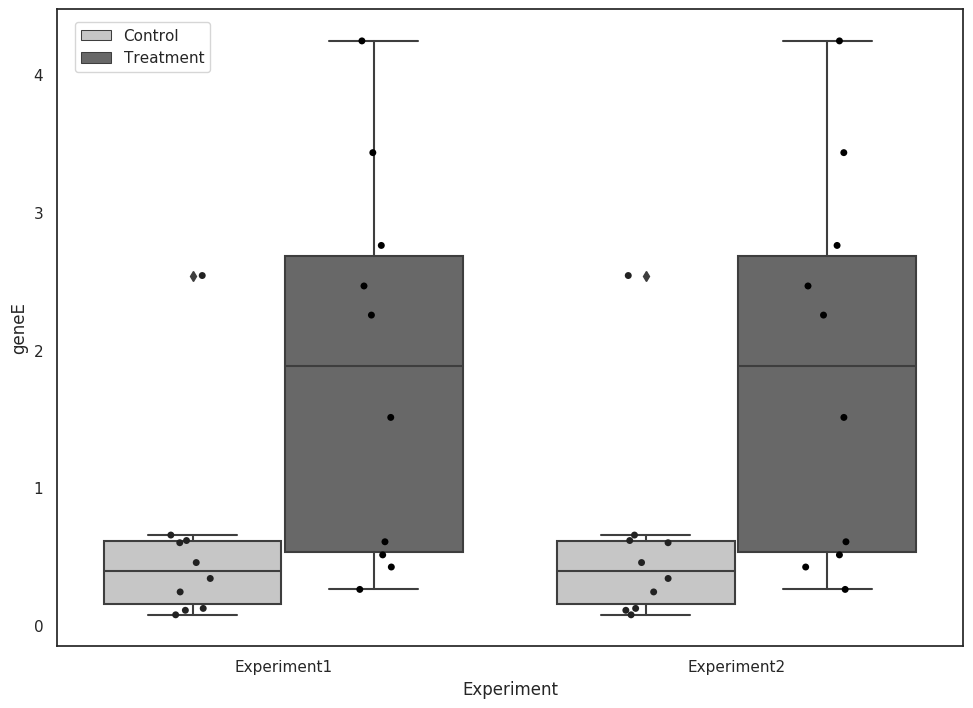 Control
Treatment
4
3
2
1
0
geneE
Experiment1
Experiment2
Experiment